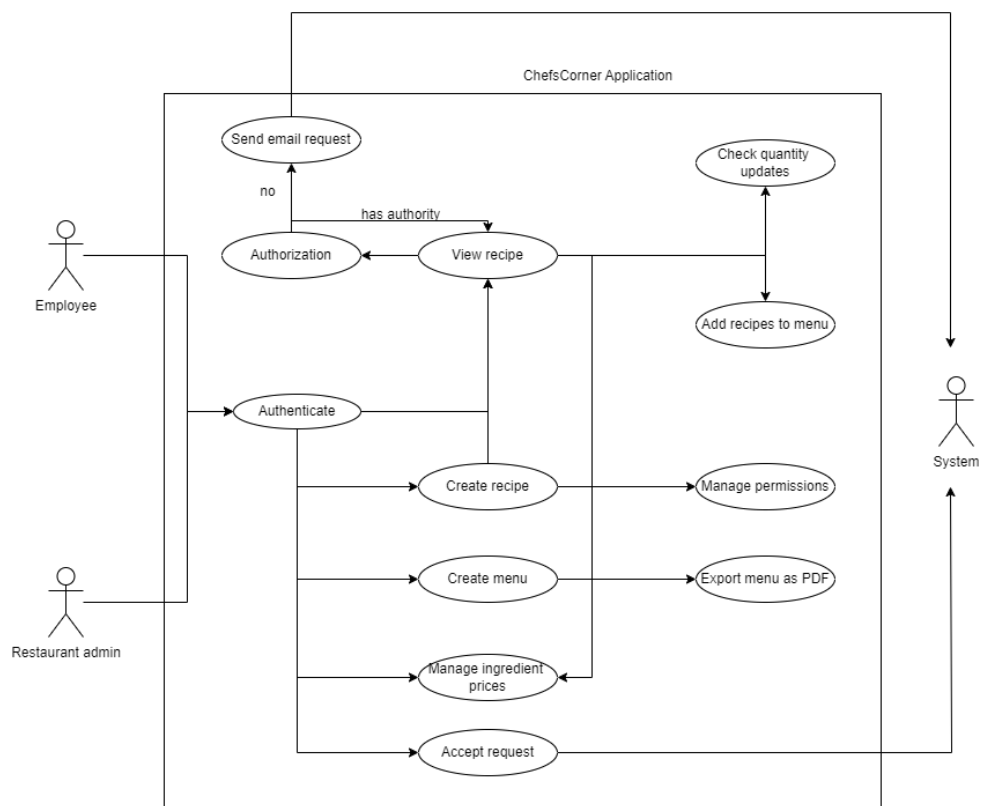 ChefsCorner Application
Send email request
Check quantity
updates
no
has authority
Authorization
View recipe
Employee
Add recipes to menu
Authenticate
System
Create recipe
Manage permissions
Create menu
Export menu as PDF
Restaurant admin
Manage ingredient
prices
Accept request